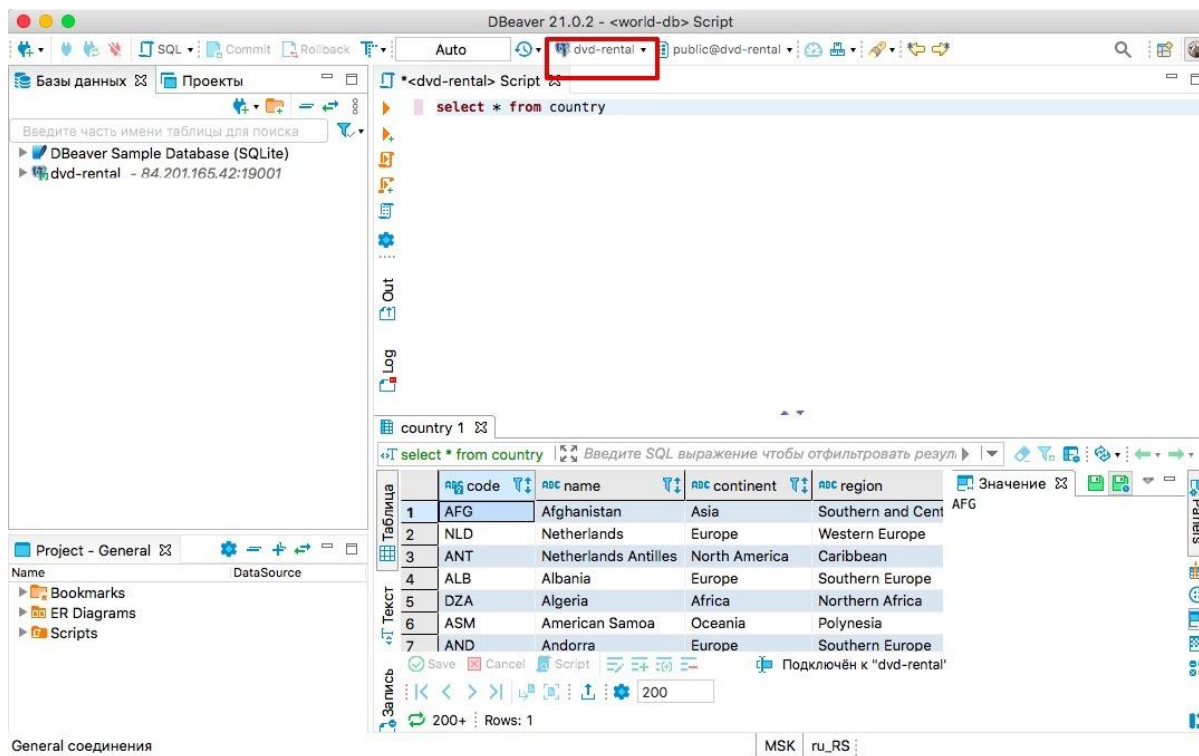 DBeaver 21.0.2 - <world-db> Script
SQL Commit Rollback Auto dvd-rental public@dvd-rental
Базы данных Проекты
Введите часть имени таблицы для поиска
DBeaver Sample Database (SQLite)
dvd-rental - 84.201.165.42:19001
*<dvd-rental> Script
select * from country
Out
Log
Project - General
Name DataSource
Bookmarks
ER Diagrams
Scripts
country 1
select * from country Введите SQL выражение чтобы отфильтровать резул
Таблица
Текст
Запись
ABC code ABC name ABC continent ABC region
1 AFG Afghanistan Asia Southern and Cent
2 NLD Netherlands Europe Western Europe
3 ANT Netherlands Antilles North America Caribbean
4 ALB Albania Europe Southern Europe
5 DZA Algeria Africa Northern Africa
6 ASM American Samoa Oceania Polynesia
7 AND Andorra Europe Southern Europe
Значение
AFG
Panels
Save Cancel Script Подключён к "dvd-rental"
200
200+ Rows: 1
General соединения MSK ru_RS